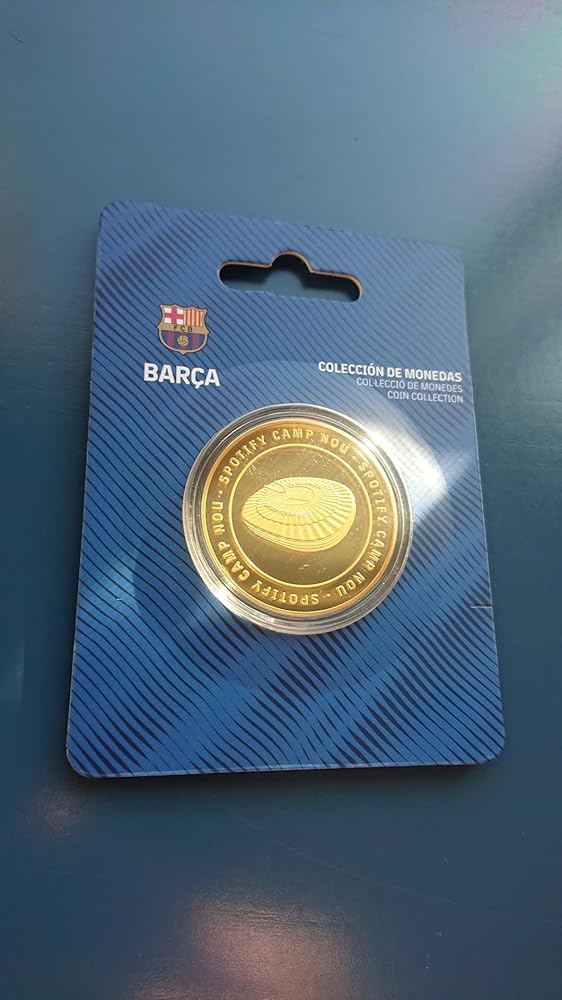 FCB
BARÇA
COLECCIÓN DE MONEDAS
COL·LECCIÓ DE MONEDES
COIN COLLECTION
SPOTIFY CAMP NOU · SPOTIFY CAMP NOU · SPOTIFY CAMP NOU ·